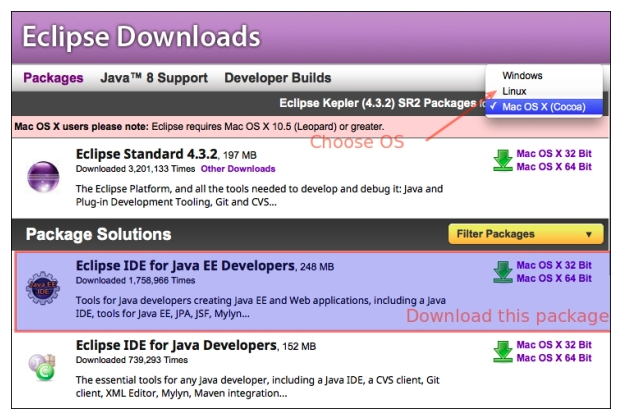 Eclipse Downloads
Packages Java™ 8 Support Developer Builds
Windows
Linux
✓ Mac OS X (Cocoa)
Eclipse Kepler (4.3.2) SR2 Packages
Mac OS X users please note: Eclipse requires Mac OS X 10.5 (Leopard) or greater.
Choose OS
Eclipse Standard 4.3.2, 197 MB
Downloaded 3,201,133 Times Other Downloads
The Eclipse Platform, and all the tools needed to develop and debug it: Java and
Plug-in Development Tooling, Git and CVS...
Mac OS X 32 Bit
Mac OS X 64 Bit
Package Solutions
Filter Packages ▼
Eclipse IDE for Java EE Developers, 248 MB
Downloaded 1,758,966 Times
Tools for Java developers creating Java EE and Web applications, including a Java
IDE, tools for Java EE, JPA, JSF, Mylyn...
Java EE
IDE
Mac OS X 32 Bit
Mac OS X 64 Bit
Download this package
Eclipse IDE for Java Developers, 152 MB
Downloaded 739,293 Times
The essential tools for any Java developer, including a Java IDE, a CVS client, Git
client, XML Editor, Mylyn, Maven integration...
Mac OS X 32 Bit
Mac OS X 64 Bit